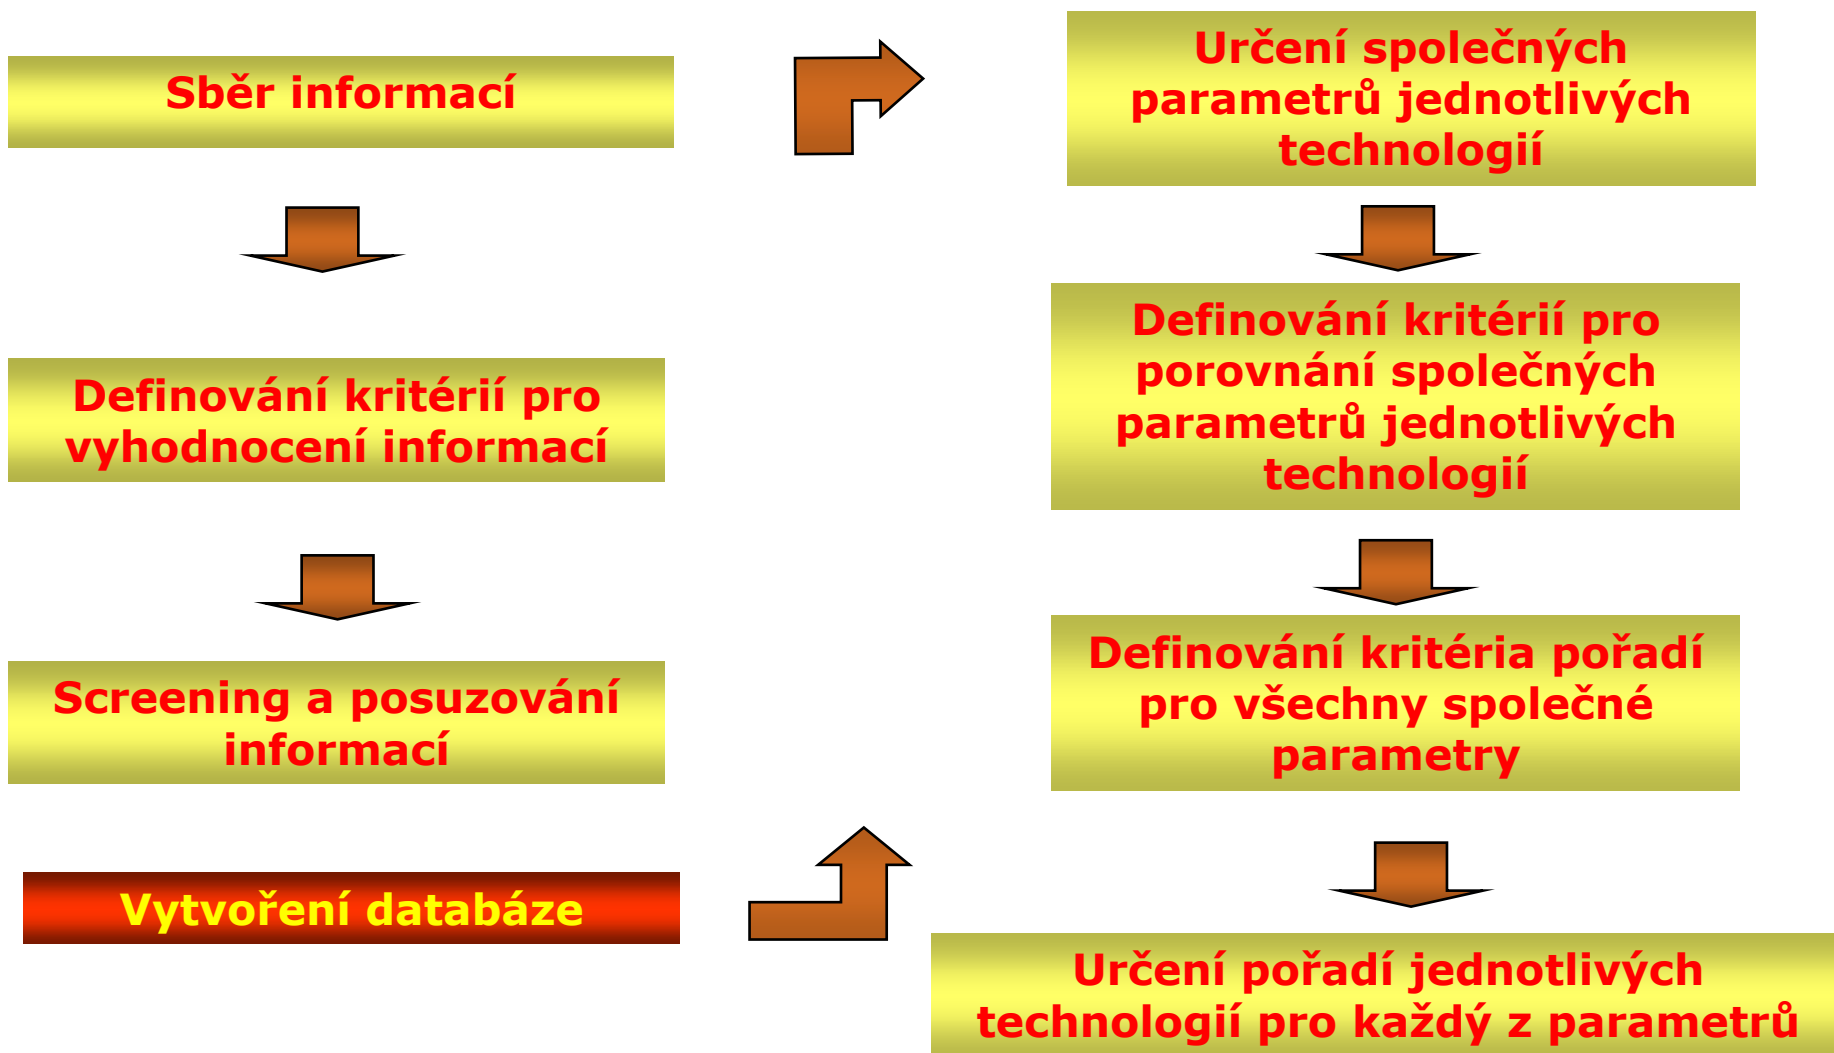 Sběr informací
Definování kritérií pro
vyhodnocení informací
Screening a posuzování
informací
Vytvoření databáze
Určení společných
parametrů jednotlivých
technologií
Definování kritérií pro
porovnání společných
parametrů jednotlivých
technologií
Definování kritéria pořadí
pro všechny společné
parametry
Určení pořadí jednotlivých
technologií pro každý z parametrů